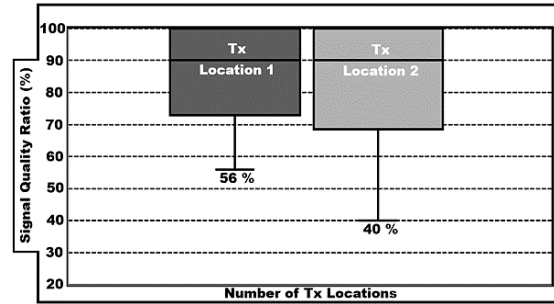 Signal Quality Ratio (%)
100
90
80
70
60
50
40
30
20
Tx
Location 1
Tx
Location 2
56 %
40 %
Number of Tx Locations